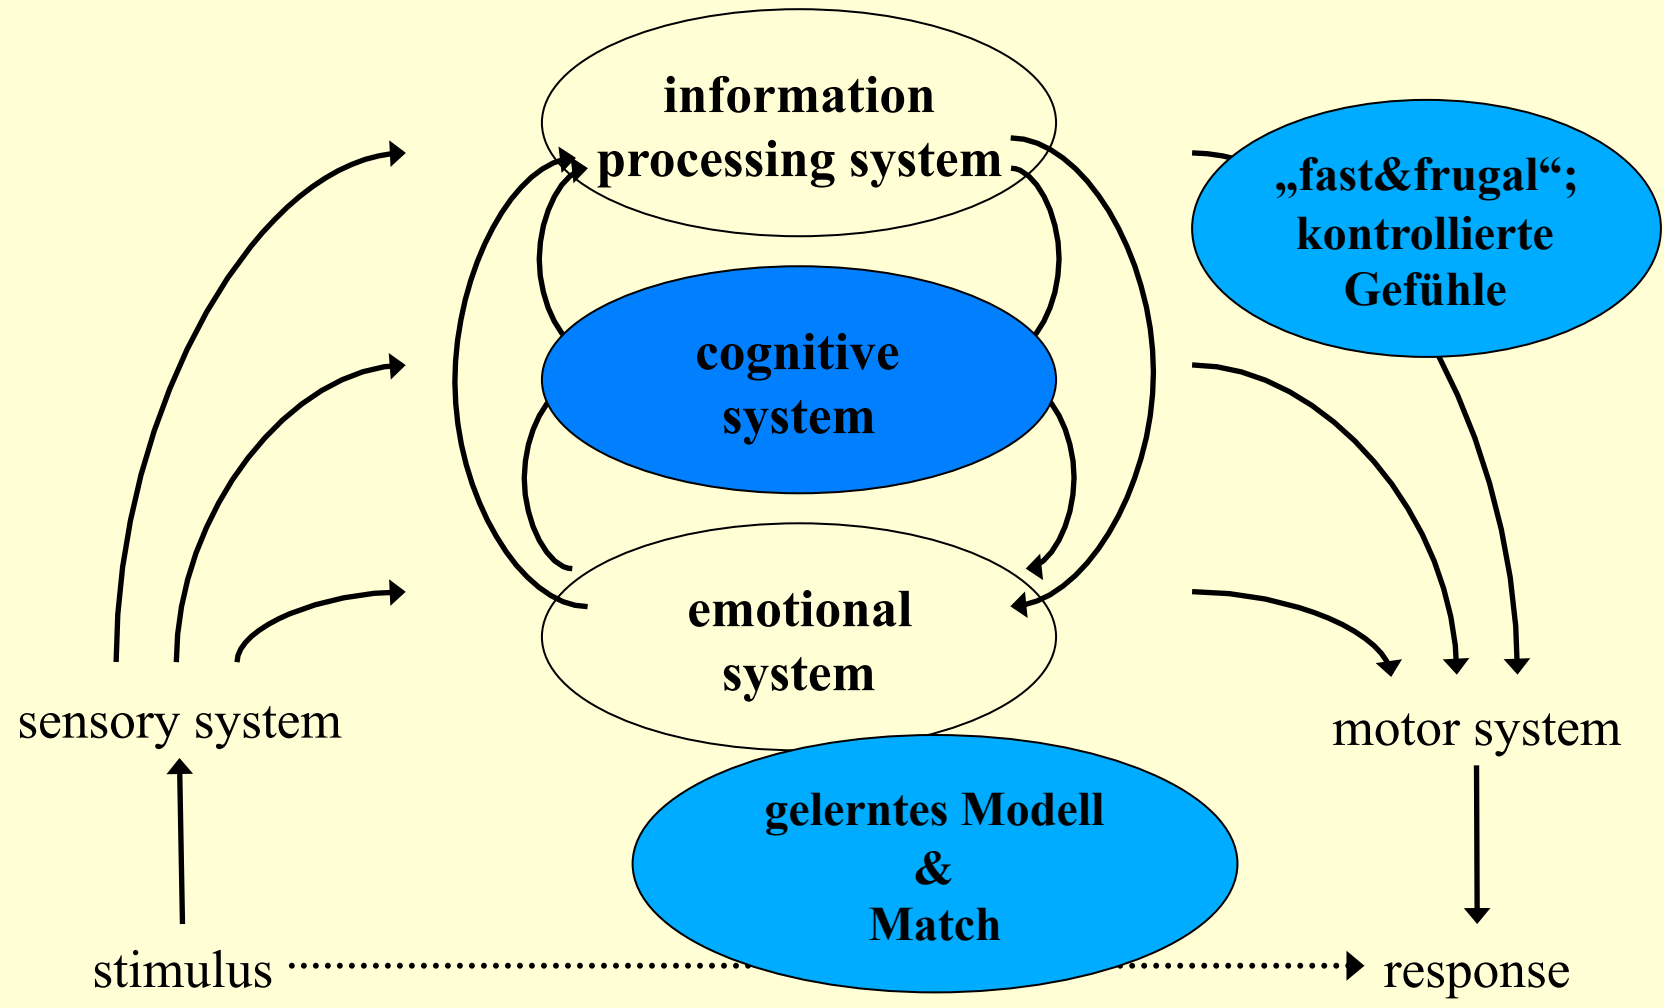 information
processing system
„fast&frugal“;
kontrollierte
Gefühle
cognitive
system
emotional
system
sensory system
motor system
gelerntes Modell
&
Match
stimulus
response